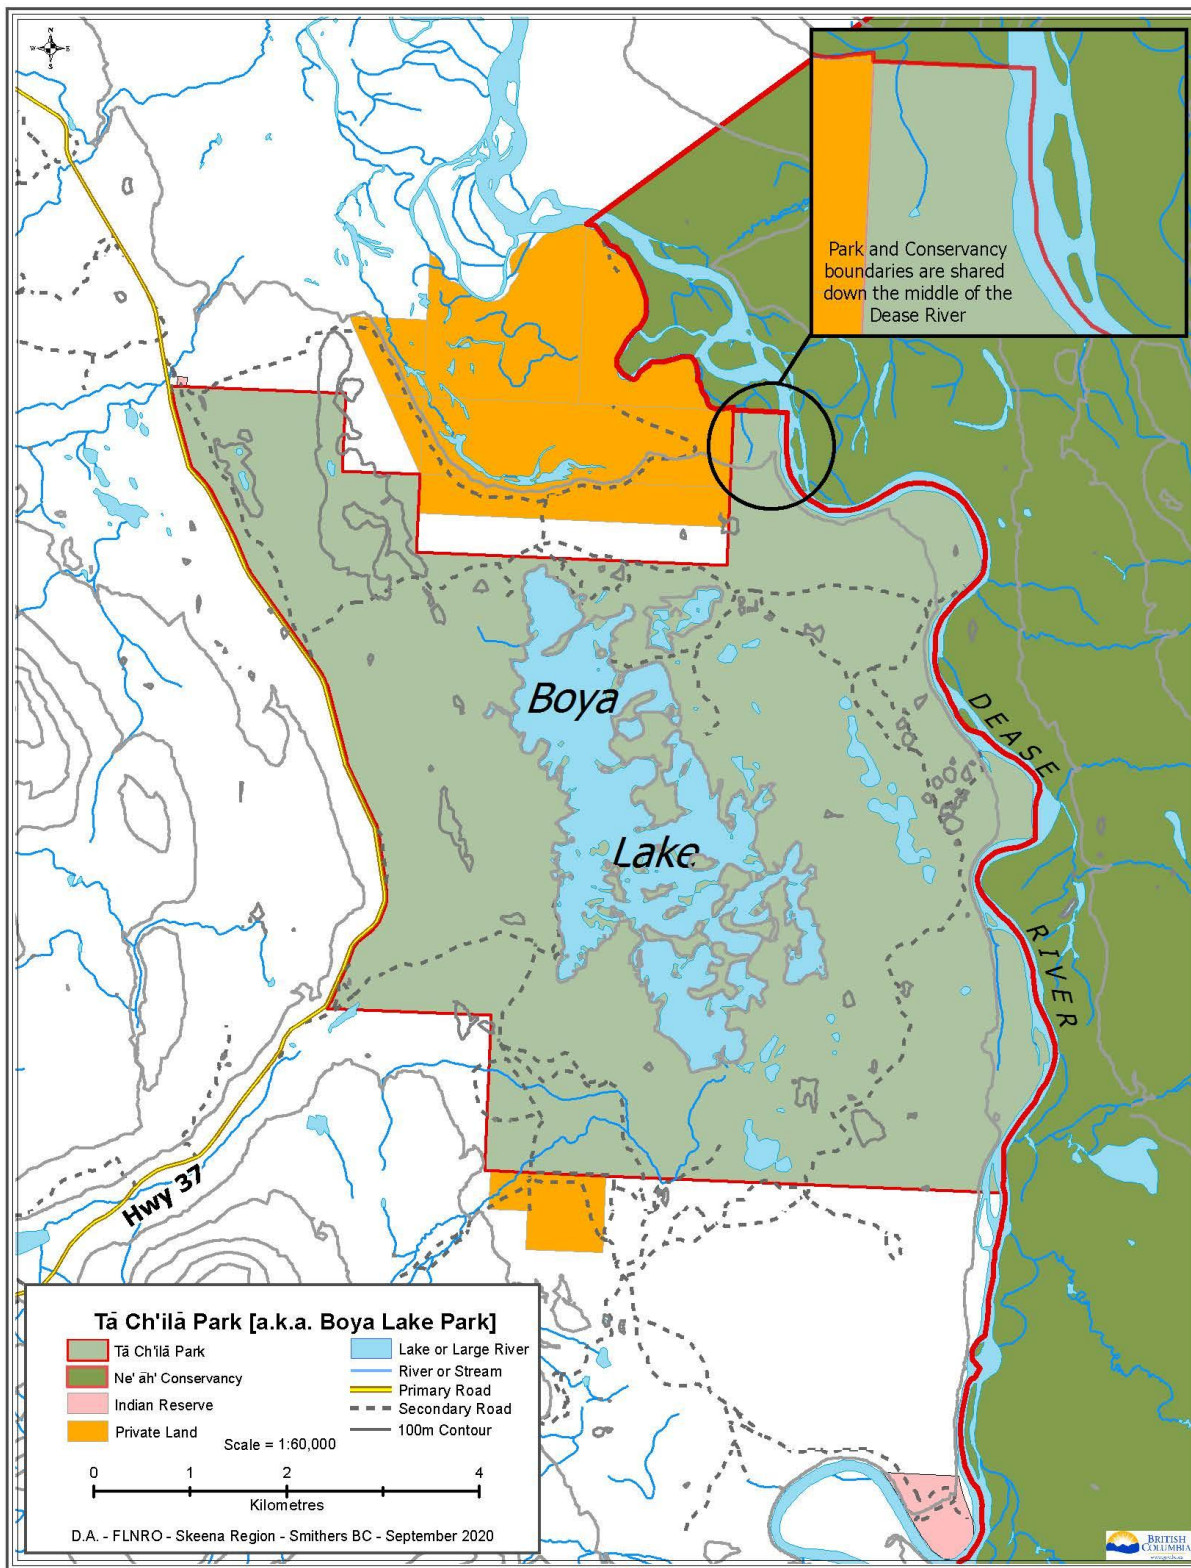 N
W E
S
Park and Conservancy
boundaries are shared
down the middle of the
Dease River
Boya
Lake
DEASE
RIVER
Hwy 37
Tā Ch'ilā Park [a.k.a. Boya Lake Park]
Tā Ch'ilā Park
Ne' āh' Conservancy
Indian Reserve
Private Land
Lake or Large River
River or Stream
Primary Road
Secondary Road
100m Contour
Scale = 1:60,000
0 1 2 4
Kilometres
D.A. - FLNRO - Skeena Region - Smithers BC - September 2020
BRITISH
COLUMBIA